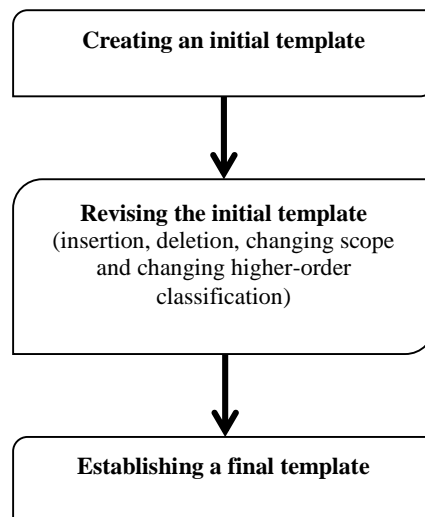 Creating an initial template
Revising the initial template
(insertion, deletion, changing scope
and changing higher-order
classification)
Establishing a final template